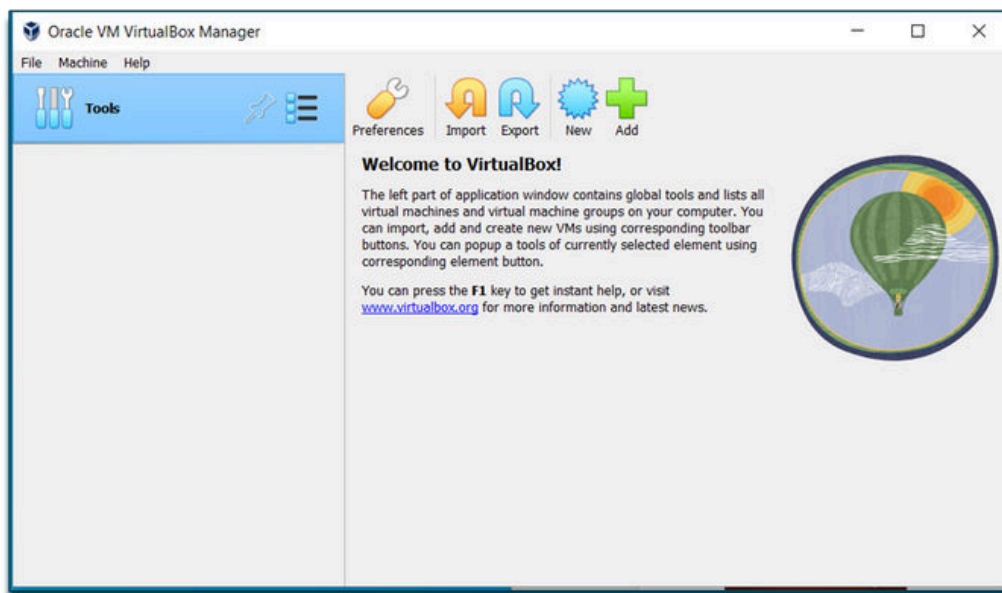 Oracle VM VirtualBox Manager
File Machine Help
Tools
Preferences Import Export New Add
Welcome to VirtualBox!
The left part of application window contains global tools and lists all
virtual machines and virtual machine groups on your computer. You
can import, add and create new VMs using corresponding toolbar
buttons. You can popup a tools of currently selected element using
corresponding element button.
You can press the F1 key to get instant help, or visit
www.virtualbox.org for more information and latest news.